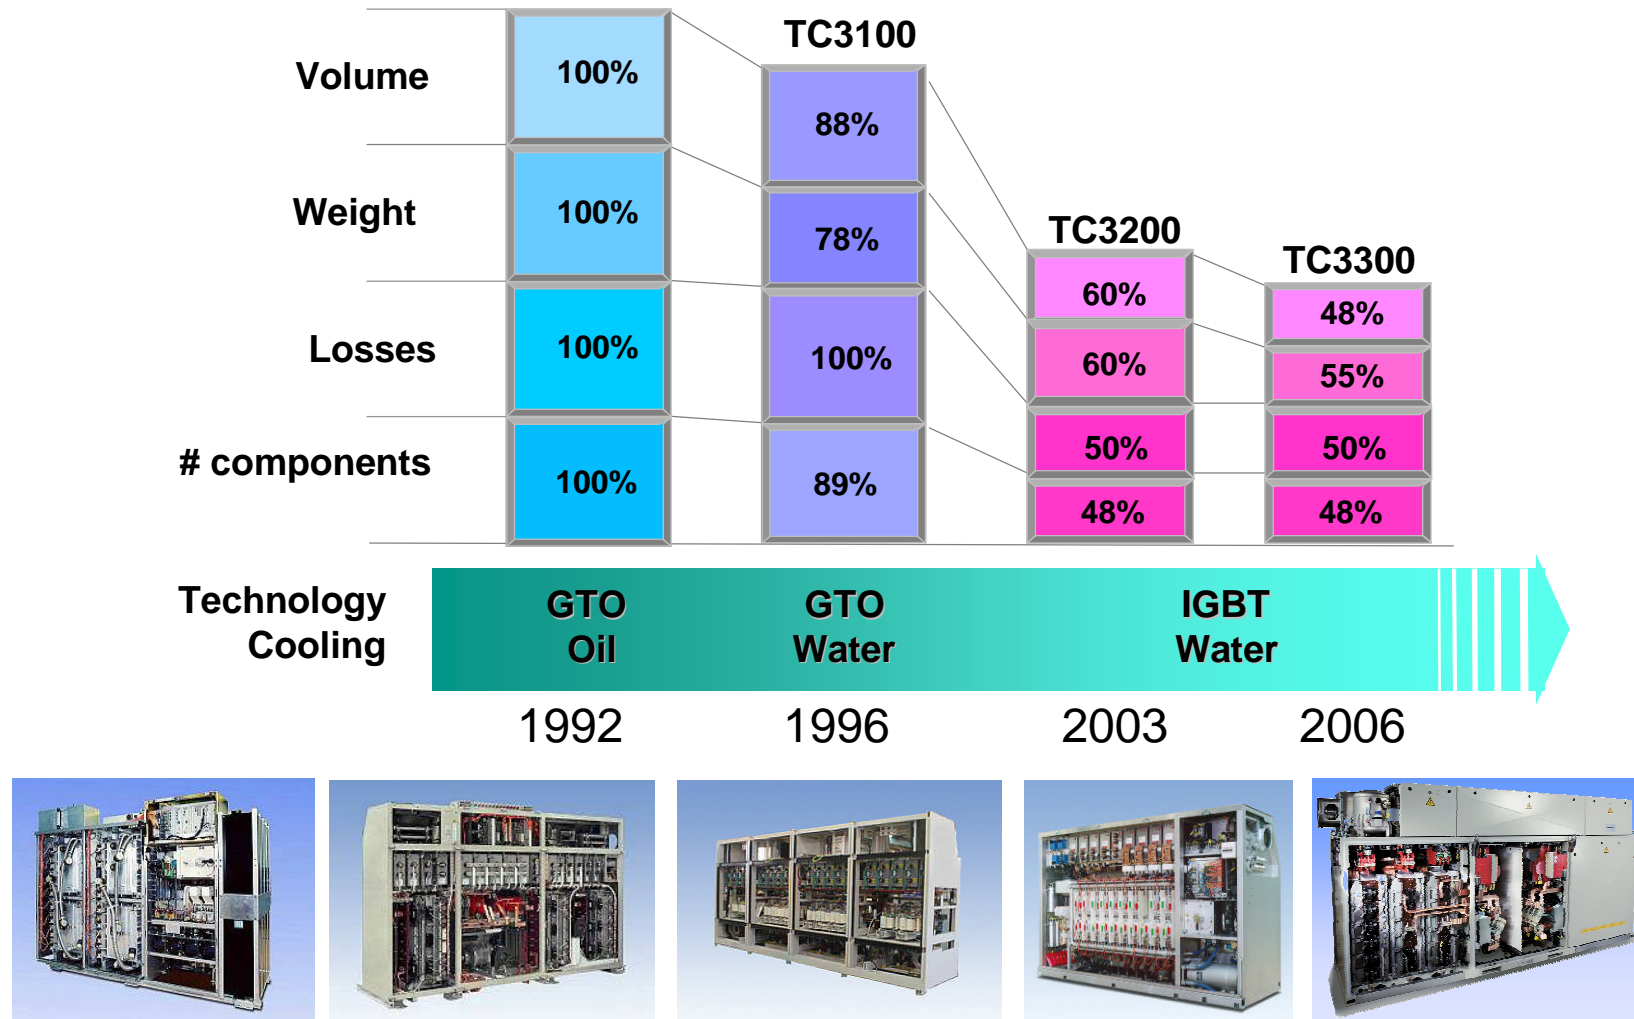 TC3100
Volume 100% 88%
Weight 100% 78%
TC3200
TC3300
60% 48%
Losses 100% 100% 60% 55%
# components 100% 89% 50% 50%
48% 48%
Technology GTO GTO IGBT
Cooling Oil Water Water
1992 1996 2003 2006